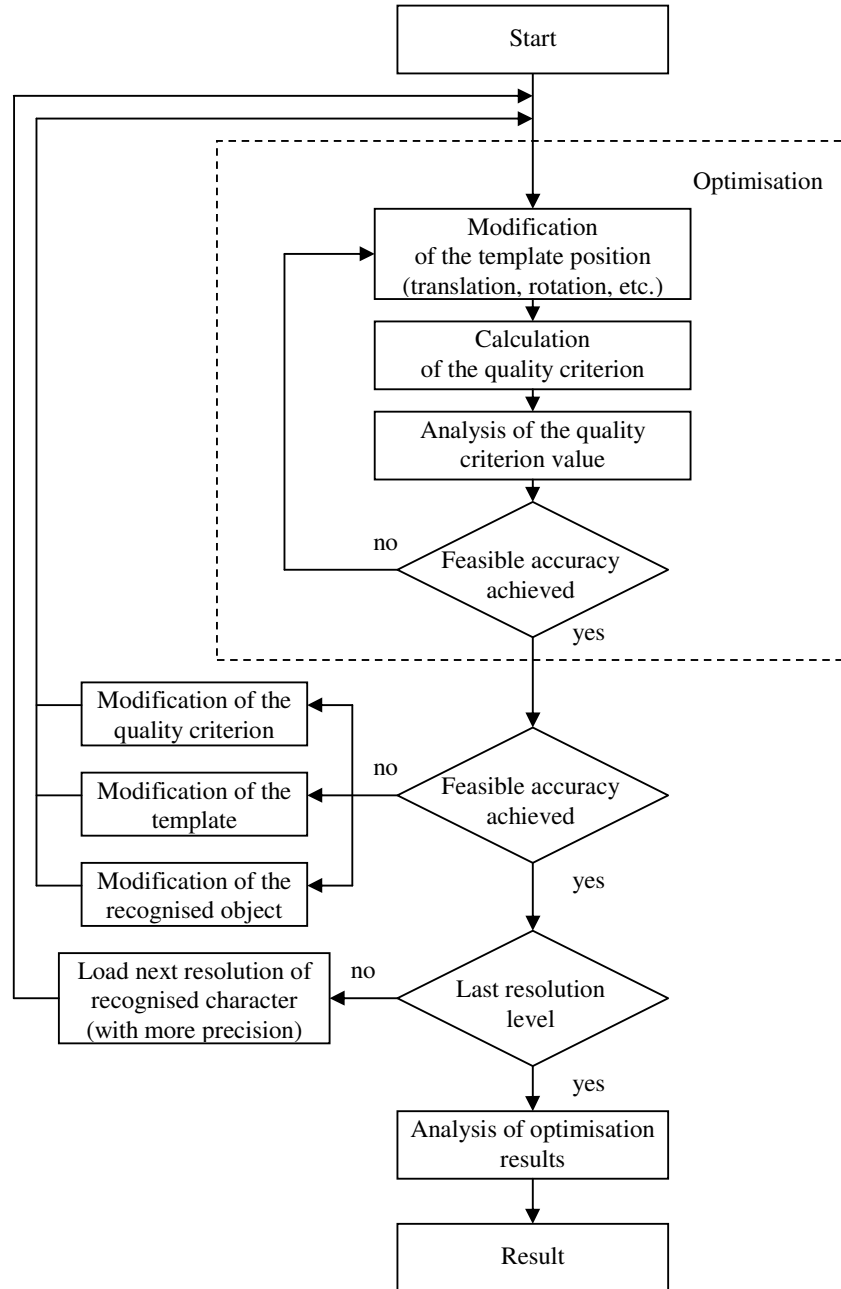 Start
Optimisation
Modification
of the template position
(translation, rotation, etc.)
Calculation
of the quality criterion
Analysis of the quality
criterion value
no
Feasible accuracy
achieved
yes
Modification of the
quality criterion
no
Feasible accuracy
achieved
Modification of the
template
Modification of the
recognised object
yes
Load next resolution of
recognised character
(with more precision)
no
Last resolution
level
yes
Analysis of optimisation
results
Result